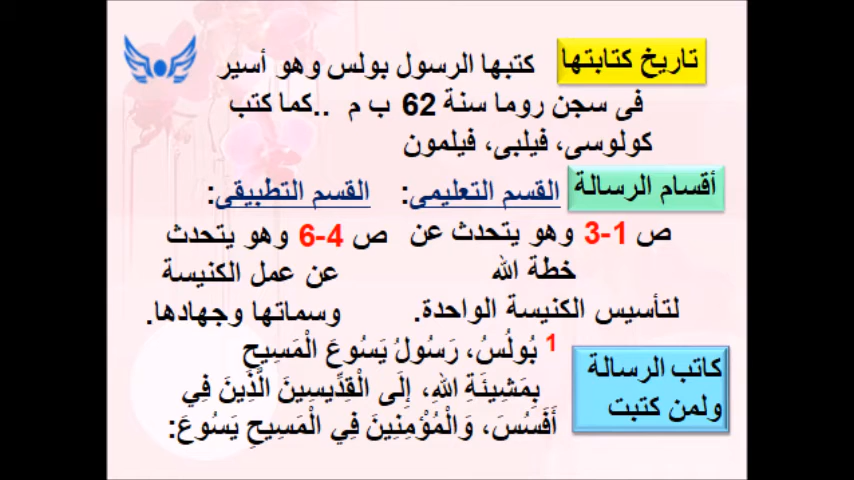 تاريخ كتابتها
كتبها الرسول بولس وهو أسير
فى سجن روما سنة 62 ب م ..كما كتب
كولوسى، فيلبى، فيلمون
أقسام الرسالة
القسم التعليمى:
ص 1-3 وهو يتحدث عن
خطة الله
لتأسيس الكنيسة الواحدة.
القسم التطبيقى:
ص 4-6 وهو يتحدث
عن عمل الكنيسة
وسماتها وجهادها.
كاتب الرسالة
ولمن كتبت
1 بُولُسُ، رَسُولُ يَسُوعَ الْمَسِيحِ
بِمَشِيئَةِ اللهِ، إِلَى الْقِدِّيسِينَ الَّذِينَ فِي
أَفَسُسَ، وَالْمُؤْمِنِينَ فِي الْمَسِيحِ يَسُوعَ: